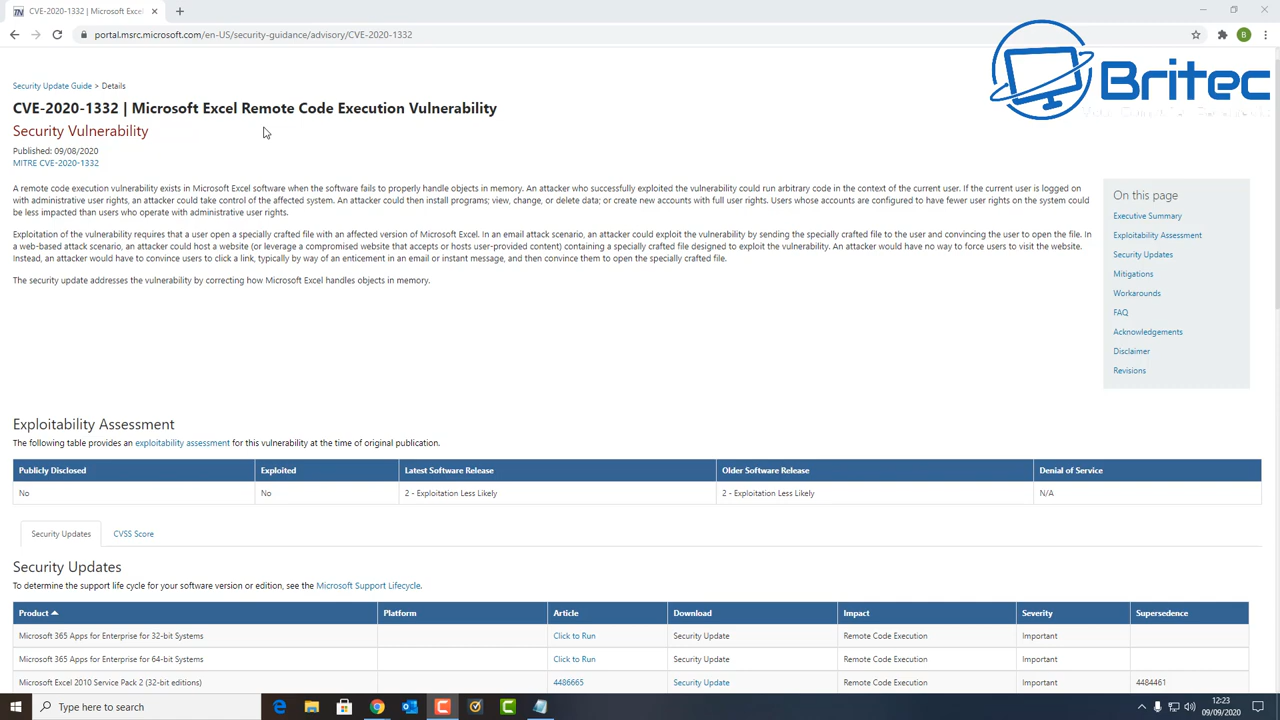 CVE-2020-1332 | Microsoft Exce
portal.msrc.microsoft.com/en-US/security-guidance/advisory/CVE-2020-1332
B
Britec
Security Update Guide > Details
CVE-2020-1332 | Microsoft Excel Remote Code Execution Vulnerability
Security Vulnerability
Published: 09/08/2020
MITRE CVE-2020-1332
A remote code execution vulnerability exists in Microsoft Excel software when the software fails to properly handle objects in memory. An attacker who successfully exploited the vulnerability could run arbitrary code in the context of the current user. If the current user is logged on
with administrative user rights, an attacker could take control of the affected system. An attacker could then install programs; view, change, or delete data; or create new accounts with full user rights. Users whose accounts are configured to have fewer user rights on the system could
be less impacted than users who operate with administrative user rights.
Exploitation of the vulnerability requires that a user open a specially crafted file with an affected version of Microsoft Excel. In an email attack scenario, an attacker could exploit the vulnerability by sending the specially crafted file to the user and convincing the user to open the file. In
a web-based attack scenario, an attacker could host a website (or leverage a compromised website that accepts or hosts user-provided content) containing a specially crafted file designed to exploit the vulnerability. An attacker would have no way to force users to visit the website.
Instead, an attacker would have to convince users to click a link, typically by way of an enticement in an email or instant message, and then convince them to open the specially crafted file.
The security update addresses the vulnerability by correcting how Microsoft Excel handles objects in memory.
On this page
Executive Summary
Exploitability Assessment
Security Updates
Mitigations
Workarounds
FAQ
Acknowledgements
Disclaimer
Revisions
Exploitability Assessment
The following table provides an exploitability assessment for this vulnerability at the time of original publication.
Publicly Disclosed Exploited Latest Software Release Older Software Release Denial of Service
No No 2 - Exploitation Less Likely 2 - Exploitation Less Likely N/A
Security Updates CVSS Score
Security Updates
To determine the support life cycle for your software version or edition, see the Microsoft Support Lifecycle.
Product Platform Article Download Impact Severity Supersedence
Microsoft 365 Apps for Enterprise for 32-bit Systems Click to Run Security Update Remote Code Execution Important
Microsoft 365 Apps for Enterprise for 64-bit Systems Click to Run Security Update Remote Code Execution Important
Microsoft Excel 2010 Service Pack 2 (32-bit editions) 4486665 Security Update Remote Code Execution Important 4484461
Type here to search
12:23
09/09/2020